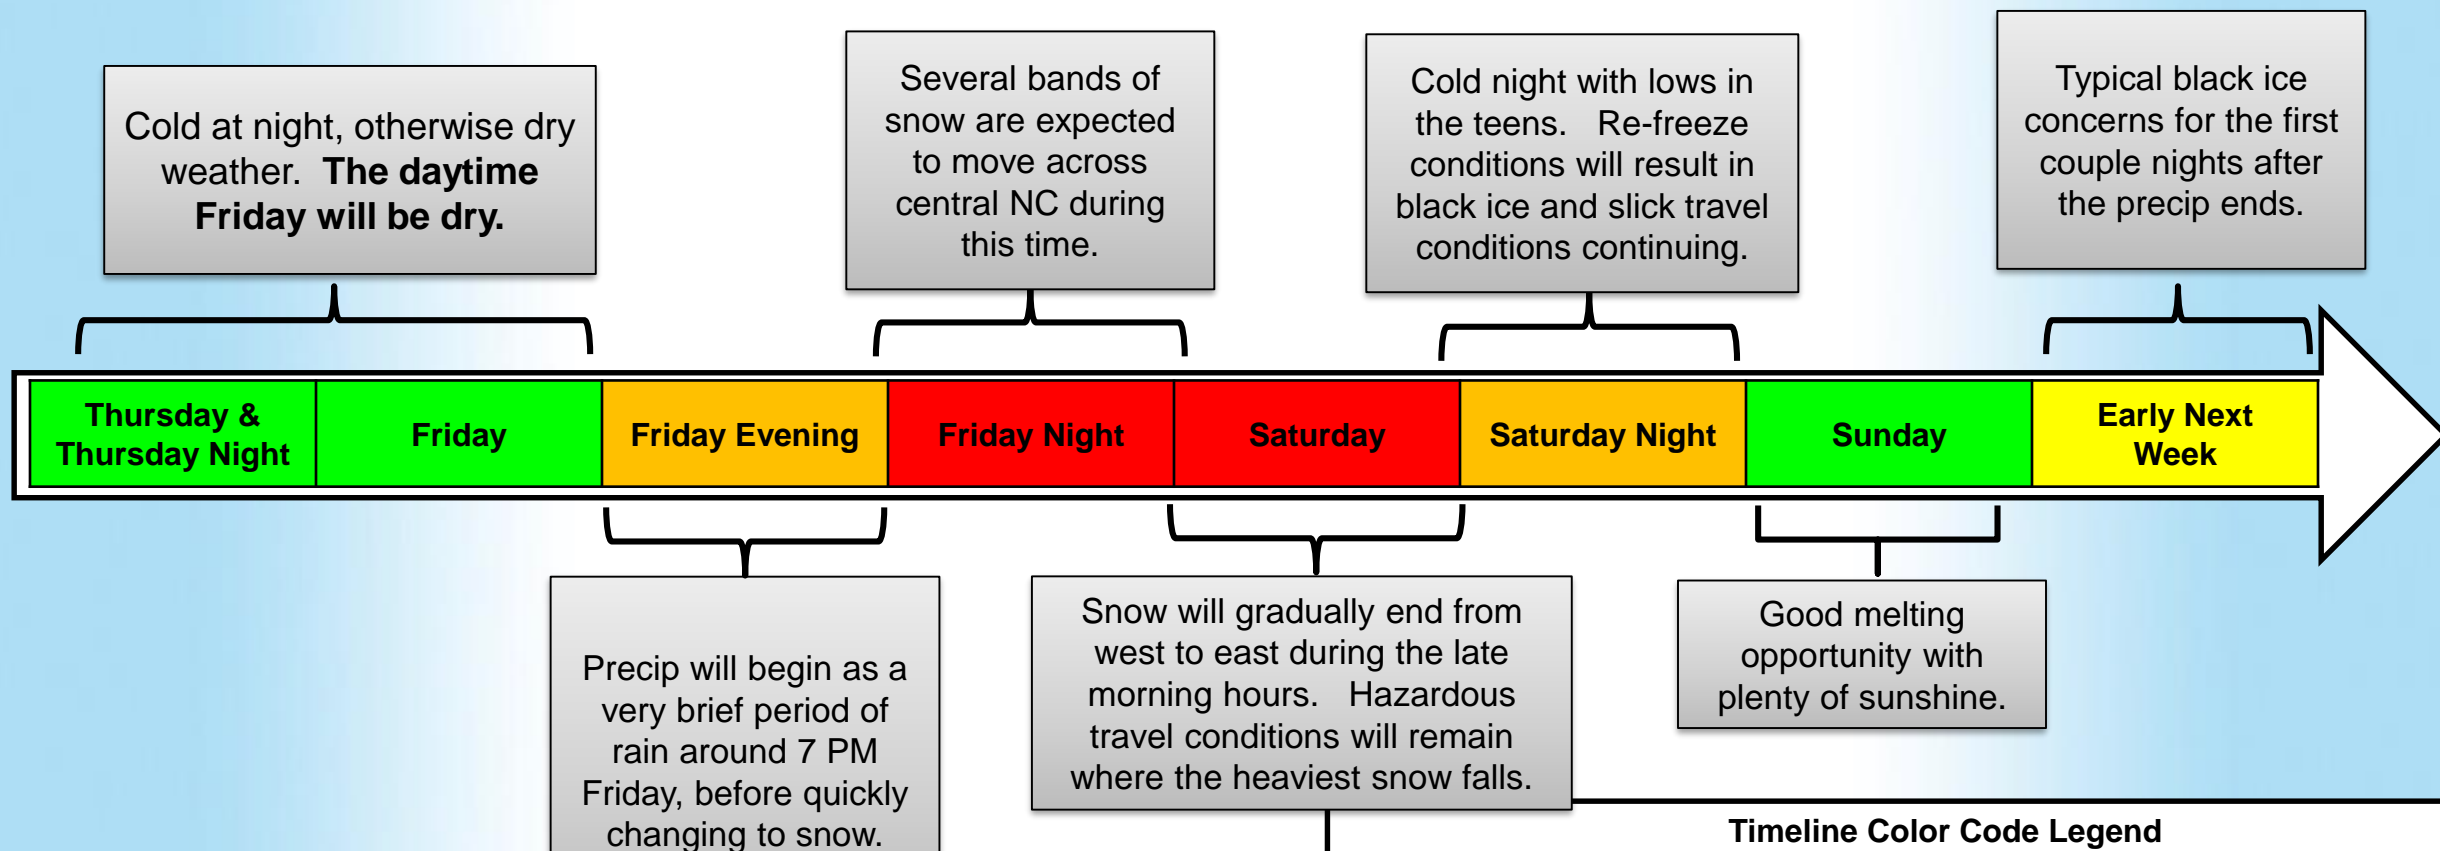 Cold at night, otherwise dry
weather. The daytime
Friday will be dry.
Several bands of
snow are expected
to move across
central NC during
this time.
Cold night with lows in
the teens. Re-freeze
conditions will result in
black ice and slick travel
conditions continuing.
Typical black ice
concerns for the first
couple nights after
the precip ends.
Thursday &
Thursday Night
Friday
Friday Evening
Friday Night
Saturday
Saturday Night
Sunday
Early Next
Week
Precip will begin as a
very brief period of
rain around 7 PM
Friday, before quickly
changing to snow.
Snow will gradually end from
west to east during the late
morning hours. Hazardous
travel conditions will remain
where the heaviest snow falls.
Good melting
opportunity with
plenty of sunshine.
Timeline Color Code Legend